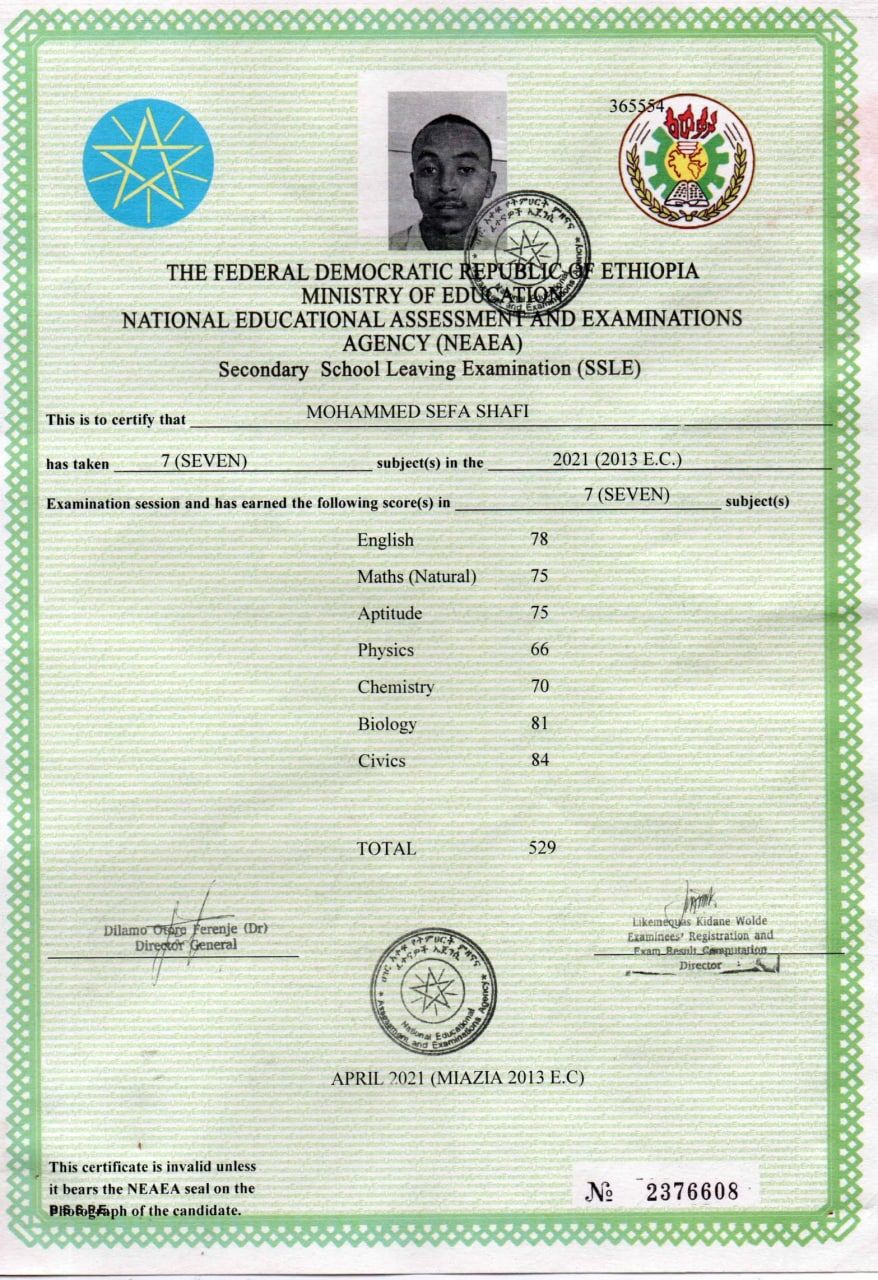 365554
THE FEDERAL DEMOCRATIC REPUBLIC OF ETHIOPIA
MINISTRY OF EDUCATION
NATIONAL EDUCATIONAL ASSESSMENT AND EXAMINATIONS
AGENCY (NEAEA)
Secondary School Leaving Examination (SSLE)
This is to certify that MOHAMMED SEFA SHAFI
has taken 7 (SEVEN) subject(s) in the 2021 (2013 E.C.)
Examination session and has earned the following score(s) in 7 (SEVEN) subject(s)
English 78
Maths (Natural) 75
Aptitude 75
Physics 66
Chemistry 70
Biology 81
Civics 84
TOTAL 529
Dilamo Otoro Ferenje (Dr)
Director General
Likemequas Kidane Wolde
Examinees' Registration and
Exam Result Computation
Director
National Educational
Assessment and Examinations Agency
APRIL 2021 (MIAZIA 2013 E.C)
This certificate is invalid unless
it bears the NEAEA seal on the
Photograph of the candidate.
№ 2376608